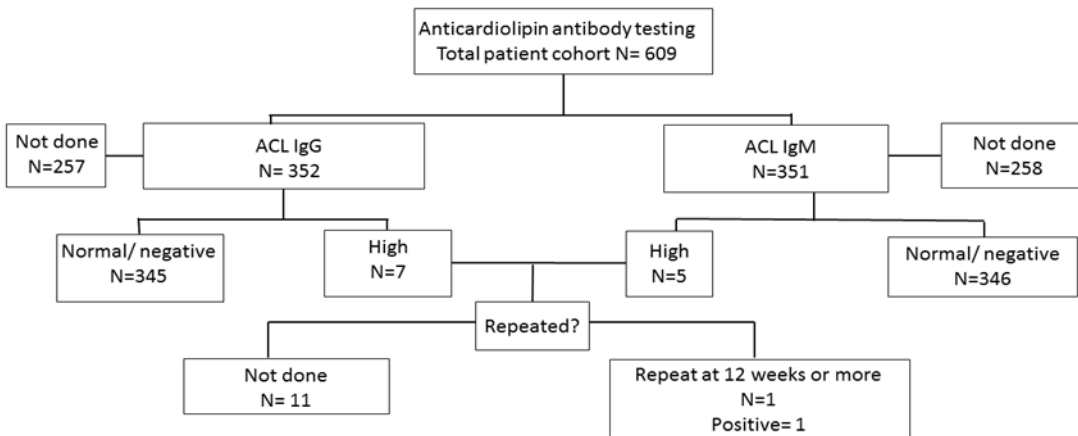 Anticardiolipin antibody testing
Total patient cohort N= 609
Not done
N=257
ACL IgG
N= 352
ACL IgM
N=351
Not done
N=258
Normal/ negative
N=345
High
N=7
High
N=5
Normal/ negative
N=346
Repeated?
Not done
N= 11
Repeat at 12 weeks or more
N=1
Positive= 1